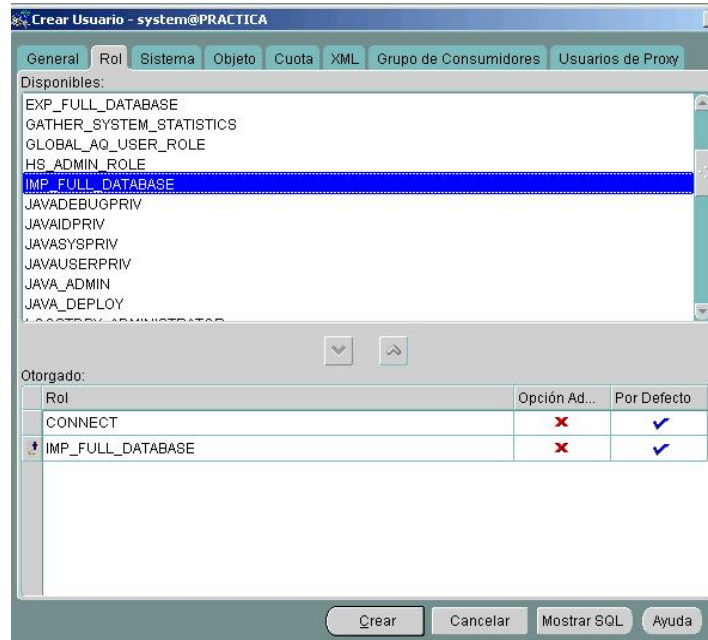 Crear Usuario - system@PRACTICA
General Rol Sistema Objeto Cuota XML Grupo de Consumidores Usuarios de Proxy
Disponibles:
EXP_FULL_DATABASE
GATHER_SYSTEM_STATISTICS
GLOBAL_AQ_USER_ROLE
HS_ADMIN_ROLE
IMP_FULL_DATABASE
JAVADEBUGPRIV
JAVAIDPRIV
JAVASYSPRIV
JAVAUSERPRIV
JAVA_ADMIN
JAVA_DEPLOY
Otorgado:
Rol Opción Ad... Por Defecto
CONNECT
IMP_FULL_DATABASE
Crear Cancelar Mostrar SQL Ayuda